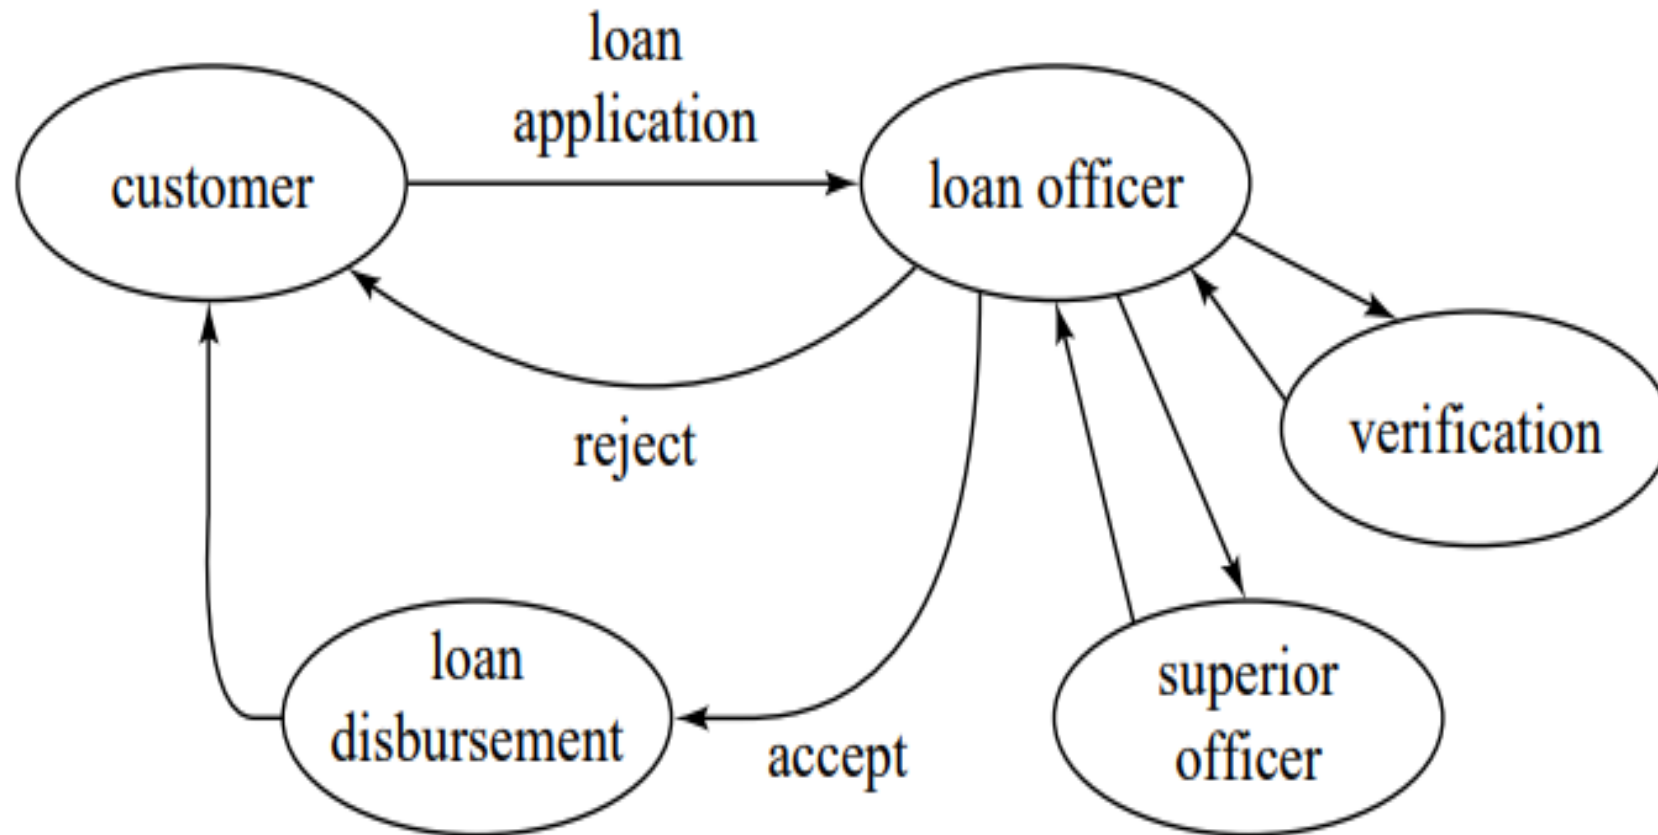 loan
application
customer
loan officer
reject
verification
loan
disbursement
accept
superior
officer